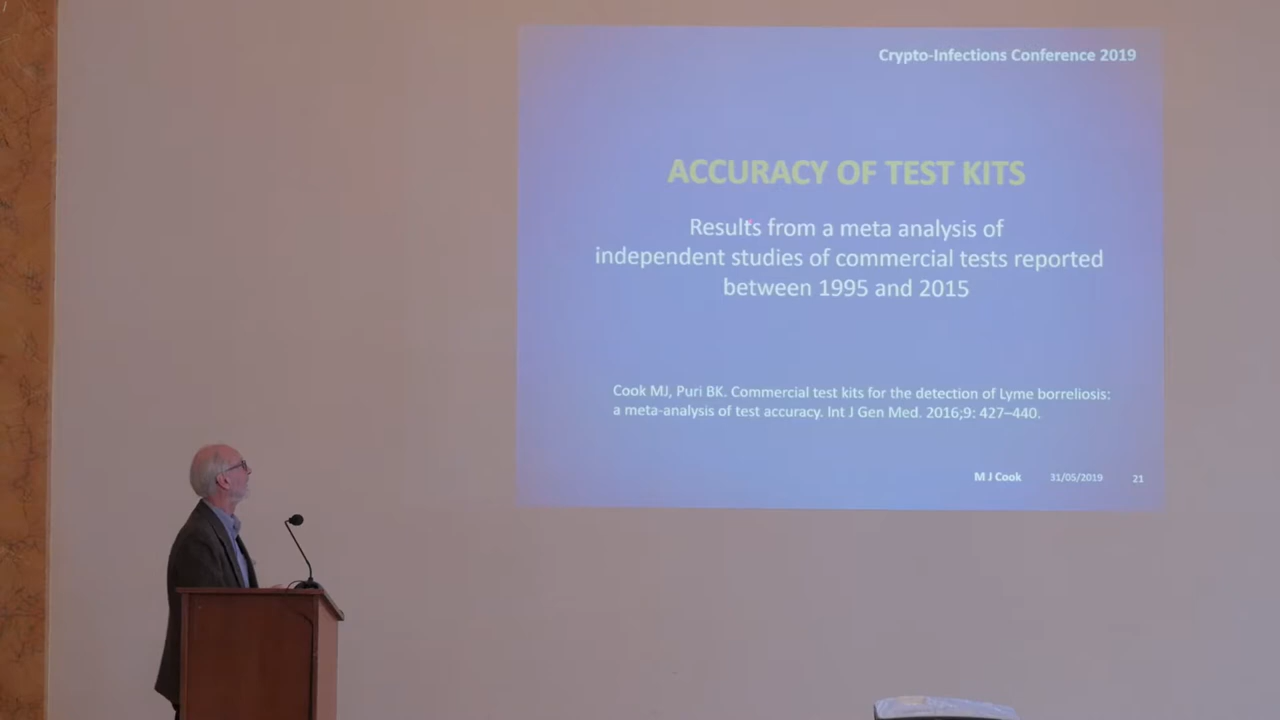 Crypto-Infections Conference 2019
ACCURACY OF TEST KITS
Results from a meta analysis of
independent studies of commercial tests reported
between 1995 and 2015
Cook MJ, Puri BK. Commercial test kits for the detection of Lyme borreliosis:
a meta-analysis of test accuracy. Int J Gen Med. 2016;9: 427–440.
M J Cook 31/05/2019 21